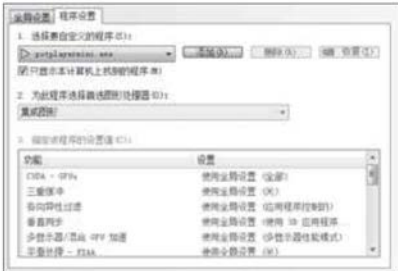 全局设置 程序设置
1. 选择要自定义的程序(S):
potplayermini.exe 添加(D) 删除(R) 恢复(T)
只显示本计算机上找到的程序(M)
2. 为此程序选择首选图形处理器(O):
集成图形
3. 指定该程序的设置值(C):
功能 设置
CUDA - GPUs 使用全局设置 (全部)
三重缓冲 使用全局设置 (关)
各向异性过滤 使用全局设置 (应用程序控制的)
垂直同步 使用全局设置 (使用 3D 应用程序...
多显示器/混合 GPU 加速 使用全局设置 (多显示器性能模式)
平滑处理 - FXAA 使用全局设置 (关)